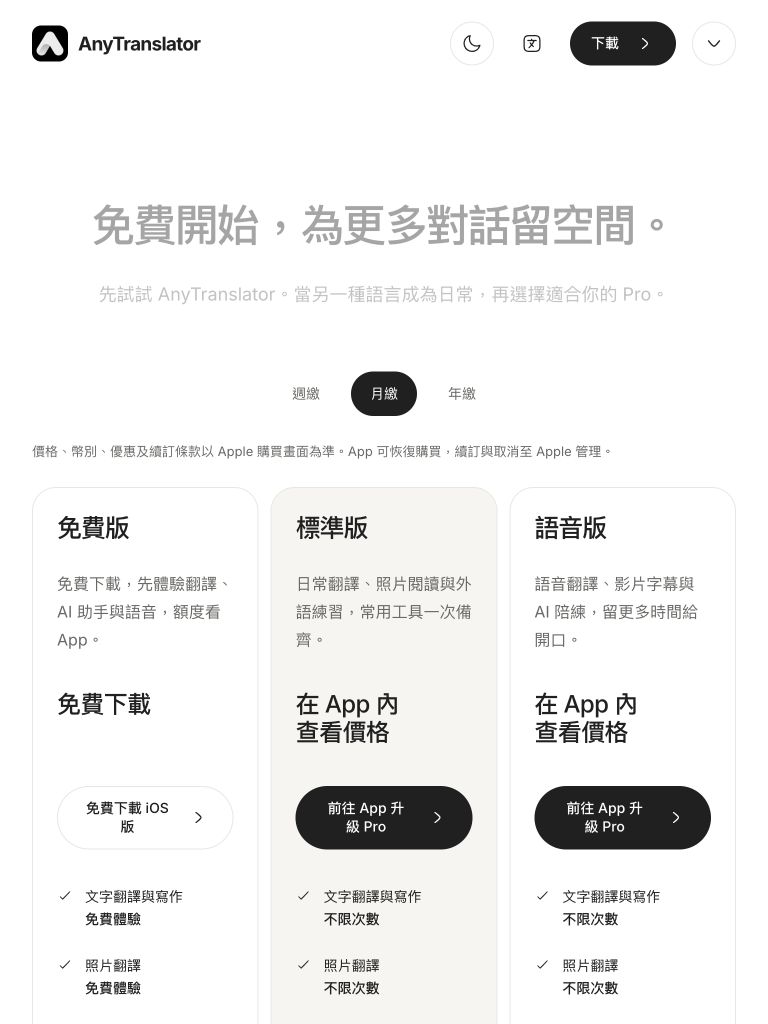 AnyTranslator
下載
免費開始，為更多對話留空間。
先試試 AnyTranslator。當另一種語言成為日常，再選擇適合你的 Pro。
週繳
月繳
年繳
價格、幣別、優惠及續訂條款以 Apple 購買畫面為準。App 可恢復購買，續訂與取消至 Apple 管理。
免費版
免費下載，先體驗翻譯、
AI 助手與語音，額度看
App。
免費下載
免費下載 iOS
版
文字翻譯與寫作
免費體驗
照片翻譯
免費體驗
標準版
日常翻譯、照片閱讀與外
語練習，常用工具一次備
齊。
在 App 內
查看價格
前往 App 升
級 Pro
文字翻譯與寫作
不限次數
照片翻譯
不限次數
語音版
語音翻譯、影片字幕與
AI 陪練，留更多時間給
開口。
在 App 內
查看價格
前往 App 升
級 Pro
文字翻譯與寫作
不限次數
照片翻譯
不限次數